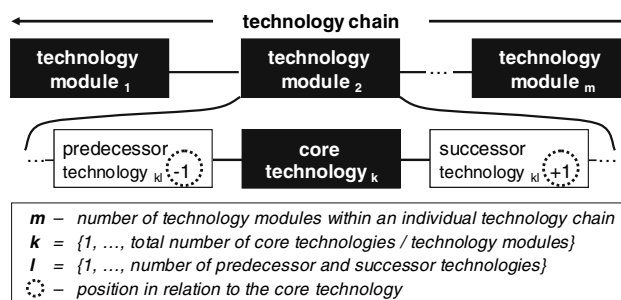 technology chain
technology module 1
technology module 2
...
technology module m
...
predecessor technology kl -1
core technology k
successor technology kl +1
...
m – number of technology modules within an individual technology chain
k = {1, …, total number of core technologies / technology modules}
l = {1, …, number of predecessor and successor technologies}
– position in relation to the core technology